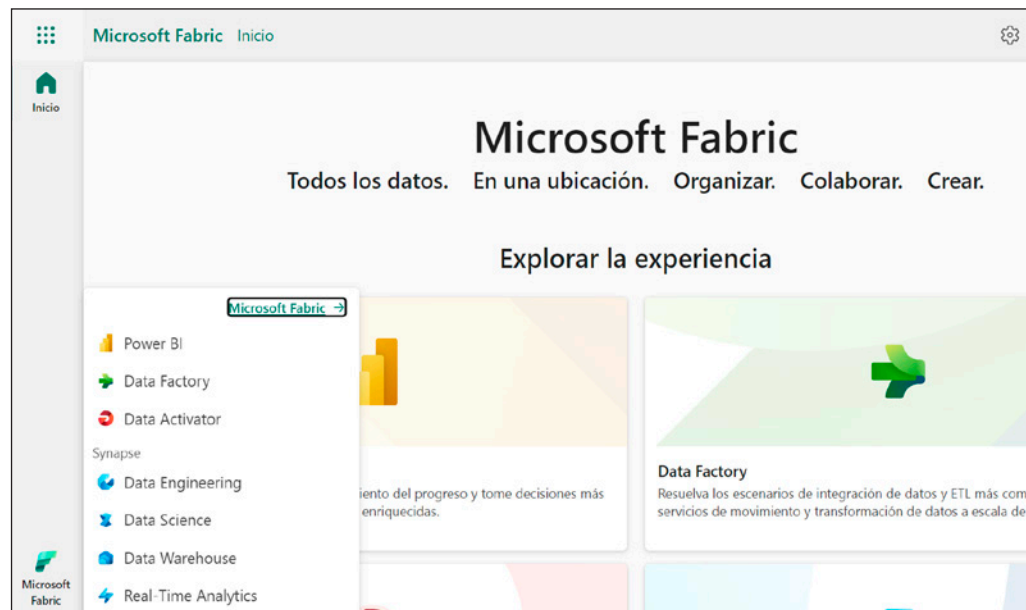 Microsoft Fabric Inicio
Inicio
Microsoft Fabric
Todos los datos. En una ubicación. Organizar. Colaborar. Crear.
Explorar la experiencia
Microsoft Fabric →
Power BI
Data Factory
Data Activator
Synapse
Data Engineering
Data Science
Data Warehouse
Real-Time Analytics
del progreso y tome decisiones más
enriquecidas.
Data Factory
Resuelva los escenarios de integración de datos y ETL más
servicios de movimiento y transformación de datos a escala de
Microsoft
Fabric